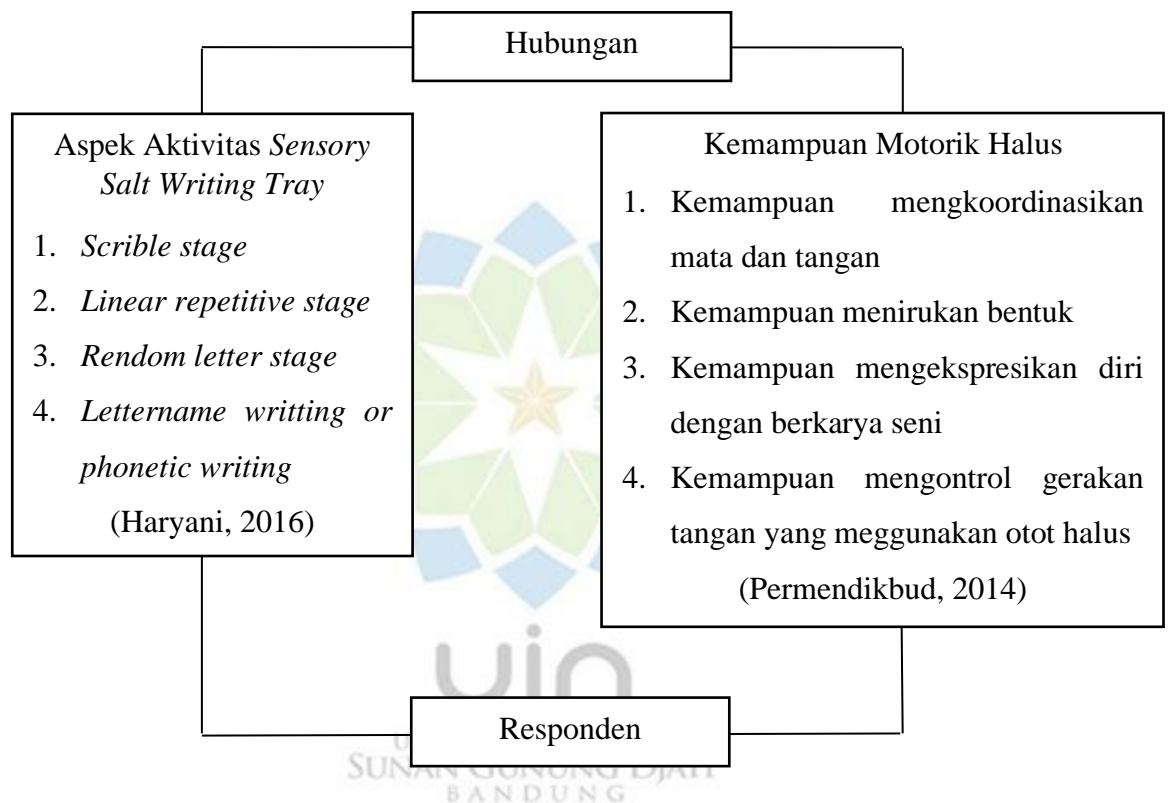 Hubungan
Aspek Aktivitas Sensory
Salt Writing Tray
1. Scrible stage
2. Linear repetitive stage
3. Rendom letter stage
4. Lettername writting or
phonetic writing
(Haryani, 2016)
Kemampuan Motorik Halus
1. Kemampuan mengkoordinasikan
mata dan tangan
2. Kemampuan menirukan bentuk
3. Kemampuan mengekspresikan diri
dengan berkarya seni
4. Kemampuan mengontrol gerakan
tangan yang meggunakan otot halus
(Permendikbud, 2014)
uin
Responden
SUNAN GUNUNG DJATI
BANDUNG